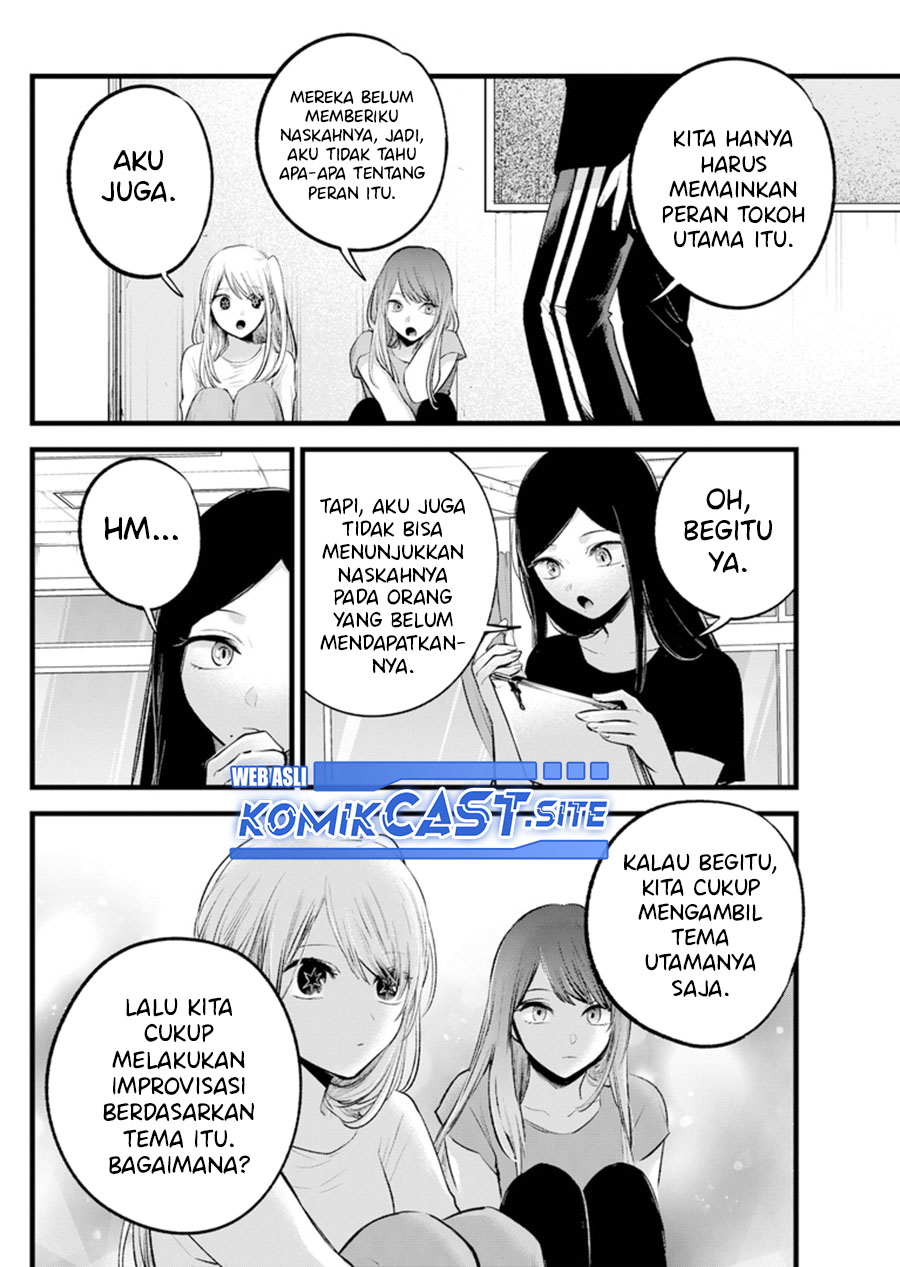 KITA HANYA
HARUS
MEMAINKAN
PERAN TOKOH
UTAMA ITU.
MEREKA BELUM
MEMBERIKU
NASKAHNYA, JADI,
AKU TIDAK TAHU
APA-APA TENTANG
PERAN ITU.
AKU
JUGA.
OH,
BEGITU
YA.
TAPI, AKU JUGA
TIDAK BISA
MENUNJUKKAN
NASKAHNYA
PADA ORANG
YANG BELUM
MENDAPATKAN-
NYA.
HM...
WEB ASLI
KOMIKCAST.SITE
KALAU BEGITU,
KITA CUKUP
MENGAMBIL
TEMA
UTAMANYA
SAJA.
LALU KITA
CUKUP
MELAKUKAN
IMPROVISASI
BERDASARKAN
TEMA ITU.
BAGAIMANA?